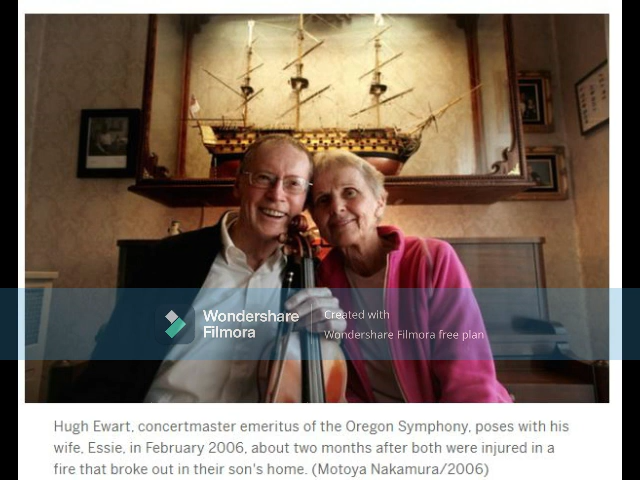 Wondershare
Filmora
Created with
Wondershare Filmora free plan
Hugh Ewart, concertmaster emeritus of the Oregon Symphony, poses with his
wife, Essie, in February 2006, about two months after both were injured in a
fire that broke out in their son's home. (Motoya Nakamura/2006)